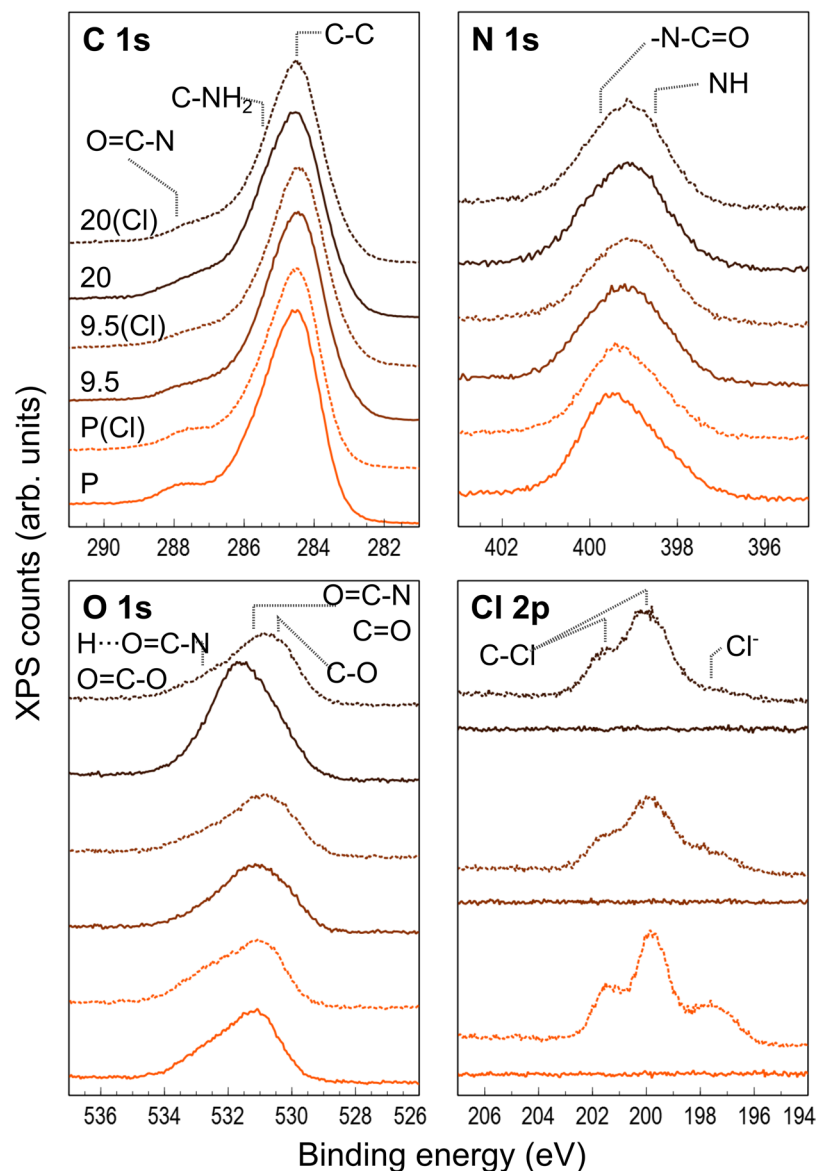 XPS counts (arb. units)
C 1s
C-C
C-NH₂
O=C-N
20(Cl)
20
9.5(Cl)
9.5
P(Cl)
P
290 288 286 284 282
N 1s
-N-C=O
NH
402 400 398 396
O 1s
O=C-N
H···O=C-N
C=O
O=C-O
C-O
536 534 532 530 528 526
Cl 2p
C-Cl
Cl⁻
206 204 202 200 198 196 194
Binding energy (eV)